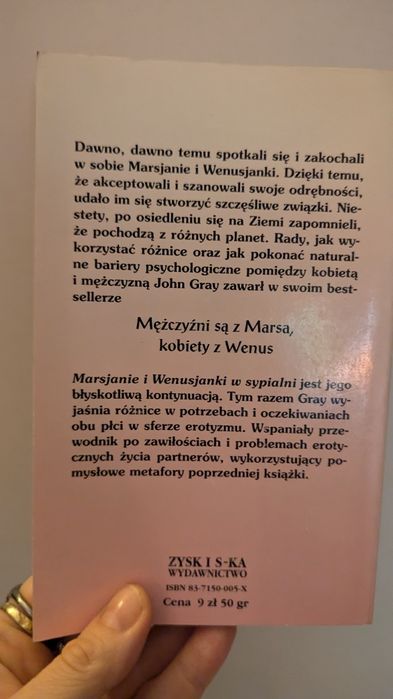 Dawno, dawno temu spotkali się i zakochali
w sobie Marsjanie i Wenusjanki. Dzięki temu,
że akceptowali i szanowali swoje odrębności,
udało im się stworzyć szczęśliwe związki. Nie-
stety, po osiedleniu się na Ziemi zapomnieli,
że pochodzą z różnych planet. Rady, jak wy-
korzystać różnice oraz jak pokonać natural-
ne bariery psychologiczne pomiędzy kobietą
i mężczyzną John Gray zawarł w swoim best-
sellerze
Mężczyźni są z Marsa,
kobiety z Wenus
Marsjanie i Wenusjanki w sypialni jest jego
błyskotliwą kontynuacją. Tym razem Gray wy-
jaśnia różnice w potrzebach i oczekiwaniach
obu płci w sferze erotyzmu. Wspaniały prze-
wodnik po zawiłościach i problemach eroty-
cznych życia partnerów, wykorzystujący po-
mysłowe metafory poprzedniej książki.
ZYSK I S-KA
WYDAWNICTWO
ISBN 83-7150-005-X
Cena 9 zł 50 gr